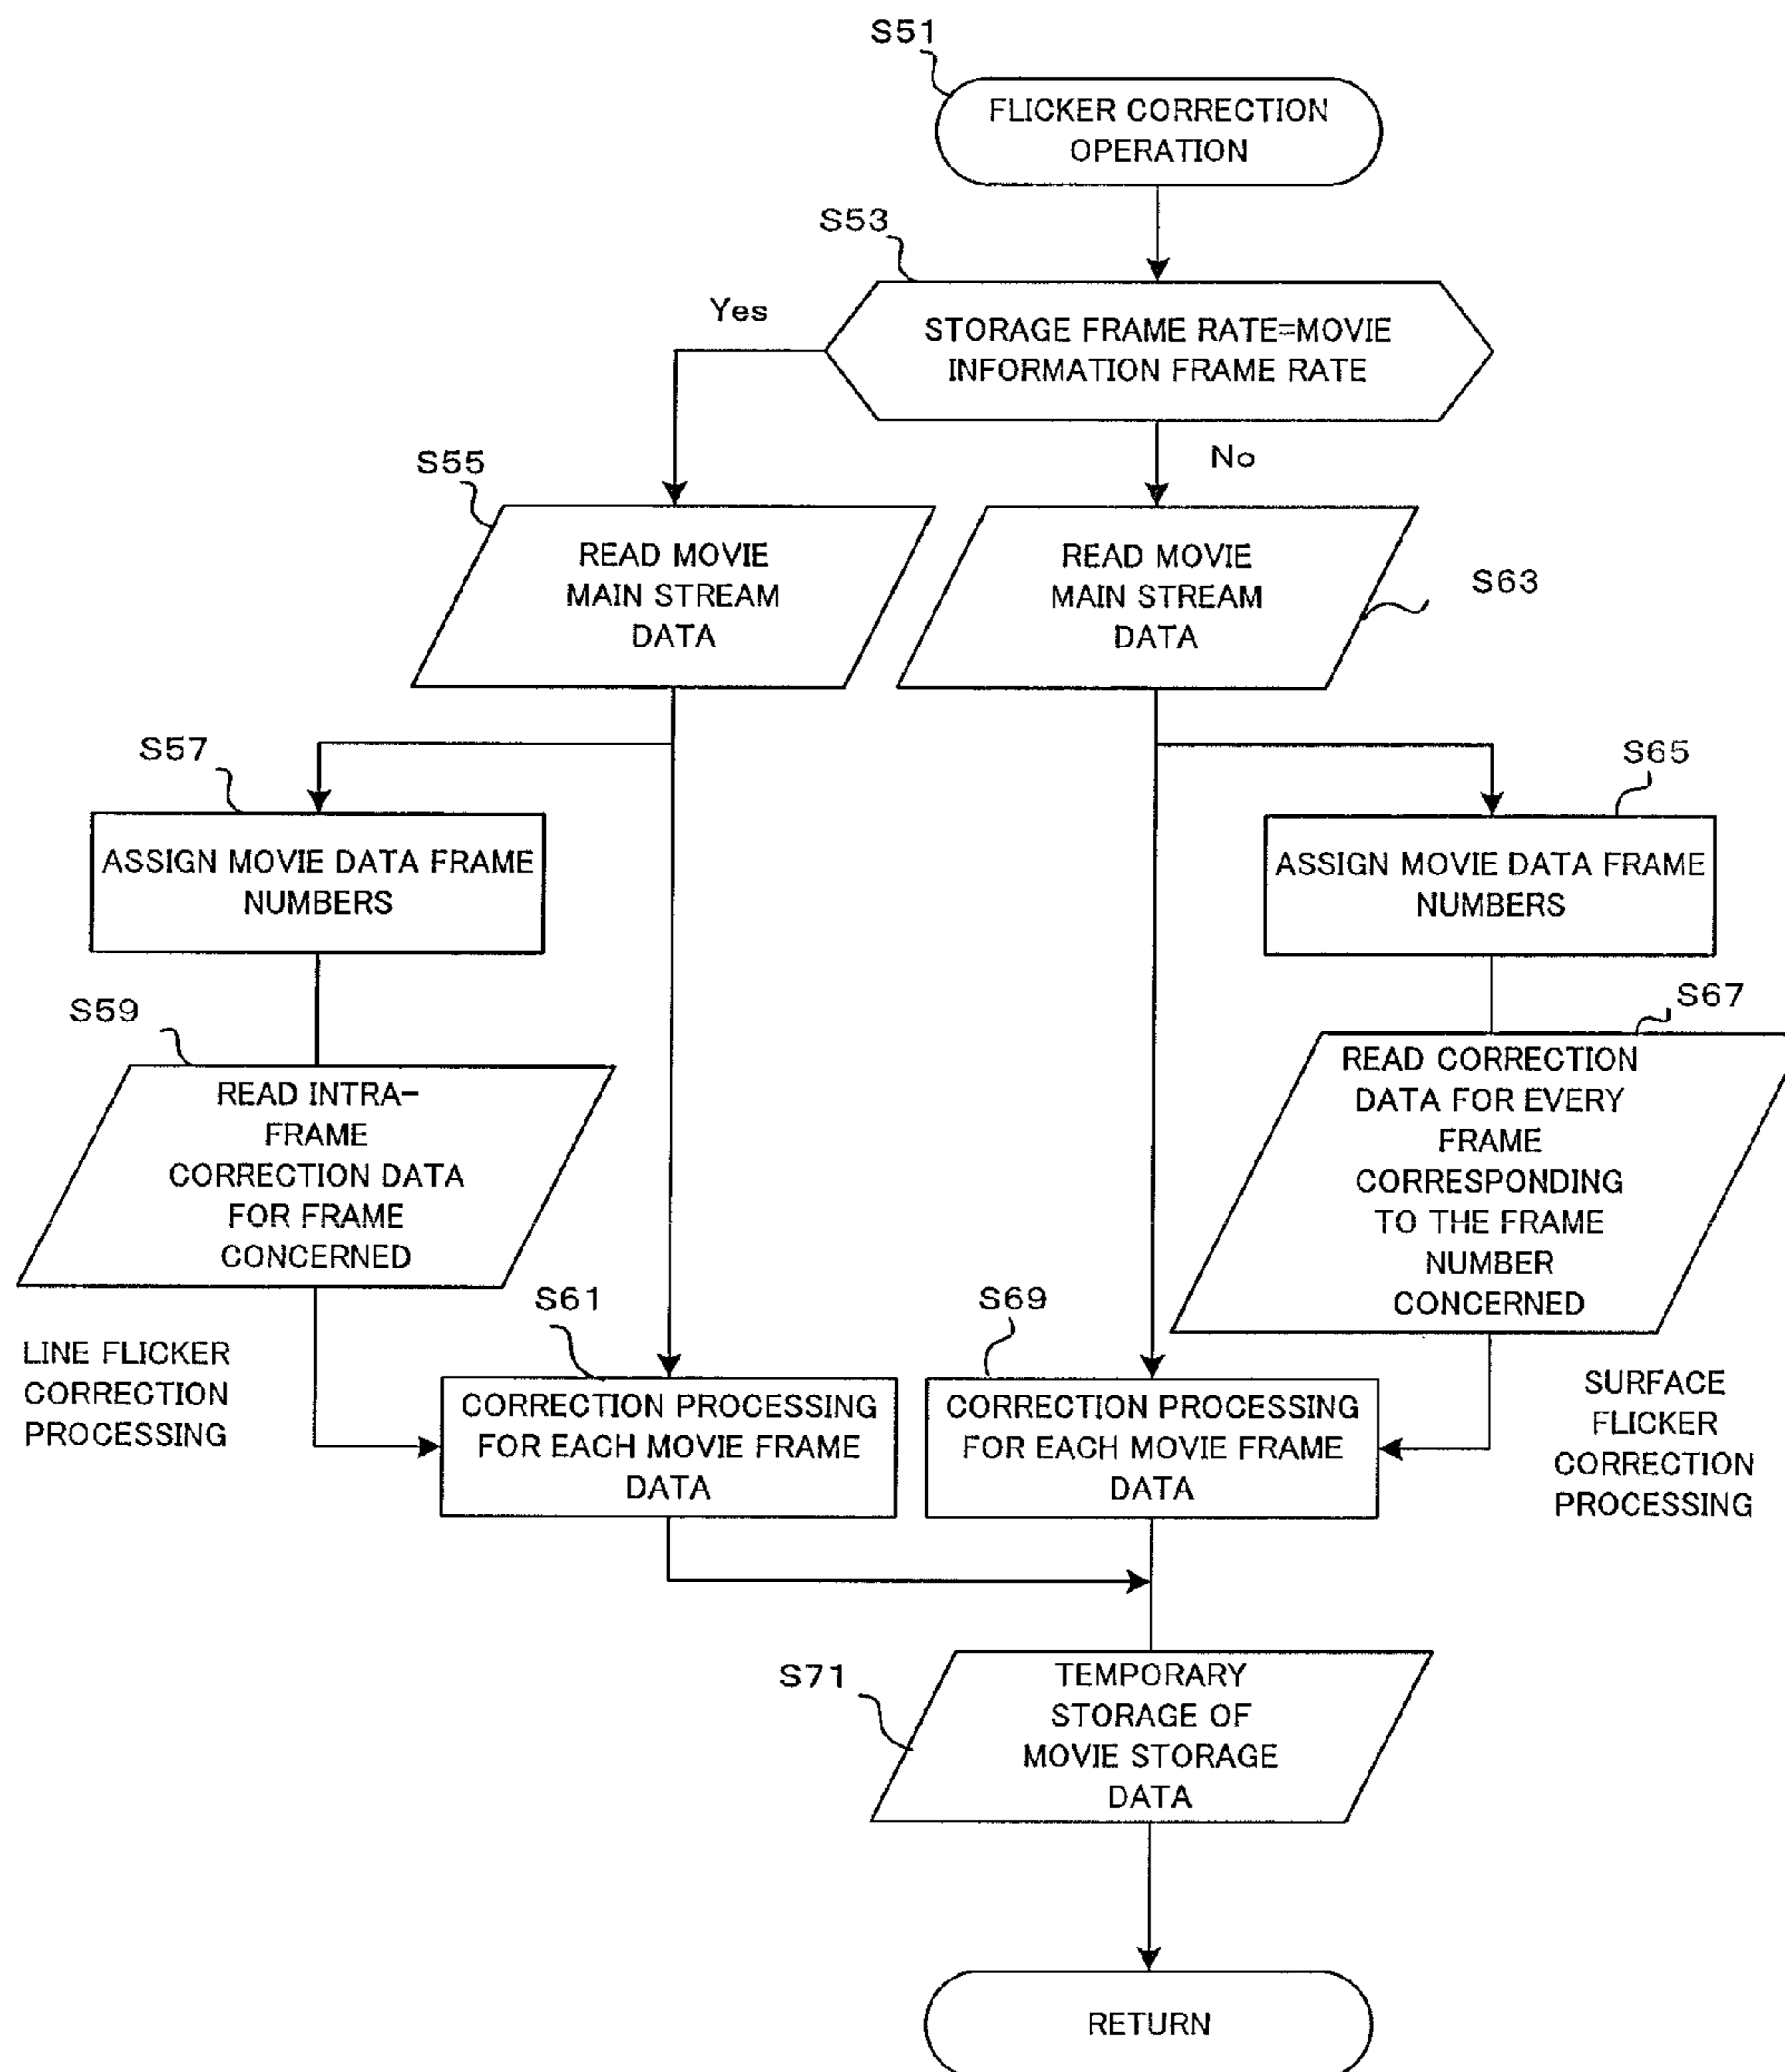 S51
FLICKER CORRECTION
OPERATION
S53
STORAGE FRAME RATE=MOVIE
INFORMATION FRAME RATE
Yes
No
S55
READ MOVIE
MAIN STREAM
DATA
READ MOVIE
MAIN STREAM
DATA
S63
S57
ASSIGN MOVIE DATA FRAME
NUMBERS
S65
ASSIGN MOVIE DATA FRAME
NUMBERS
S59
READ INTRA-
FRAME
CORRECTION DATA
FOR FRAME
CONCERNED
S67
READ CORRECTION
DATA FOR EVERY
FRAME
CORRESPONDING
TO THE FRAME
NUMBER
CONCERNED
LINE FLICKER
CORRECTION
PROCESSING
S61
CORRECTION PROCESSING
FOR EACH MOVIE FRAME
DATA
S69
CORRECTION PROCESSING
FOR EACH MOVIE FRAME
DATA
SURFACE
FLICKER
CORRECTION
PROCESSING
S71
TEMPORARY
STORAGE OF
MOVIE STORAGE
DATA
RETURN